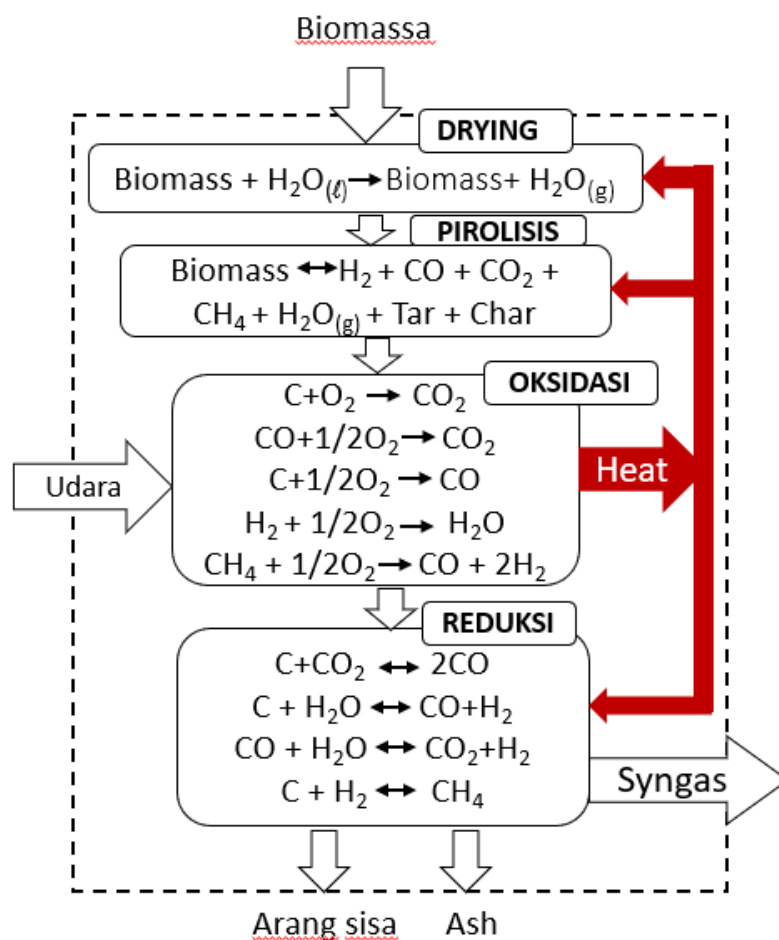 Biomassa
DRYING
Biomass + H₂O₍ℓ₎→Biomass+ H₂O₍g₎
PIROLISIS
Biomass ↔H₂ + CO + CO₂ +
CH₄ + H₂O₍g₎ + Tar + Char
OKSIDASI
C+O₂ → CO₂
CO+1/2O₂→ CO₂
C+1/2O₂→ CO
H₂ + 1/2O₂→ H₂O
CH₄ + 1/2O₂→ CO + 2H₂
Udara
Heat
REDUKSI
C+CO₂ ↔ 2CO
C + H₂O ↔ CO+H₂
CO + H₂O ↔ CO₂+H₂
C + H₂ ↔ CH₄
Syngas
Arang sisa
Ash